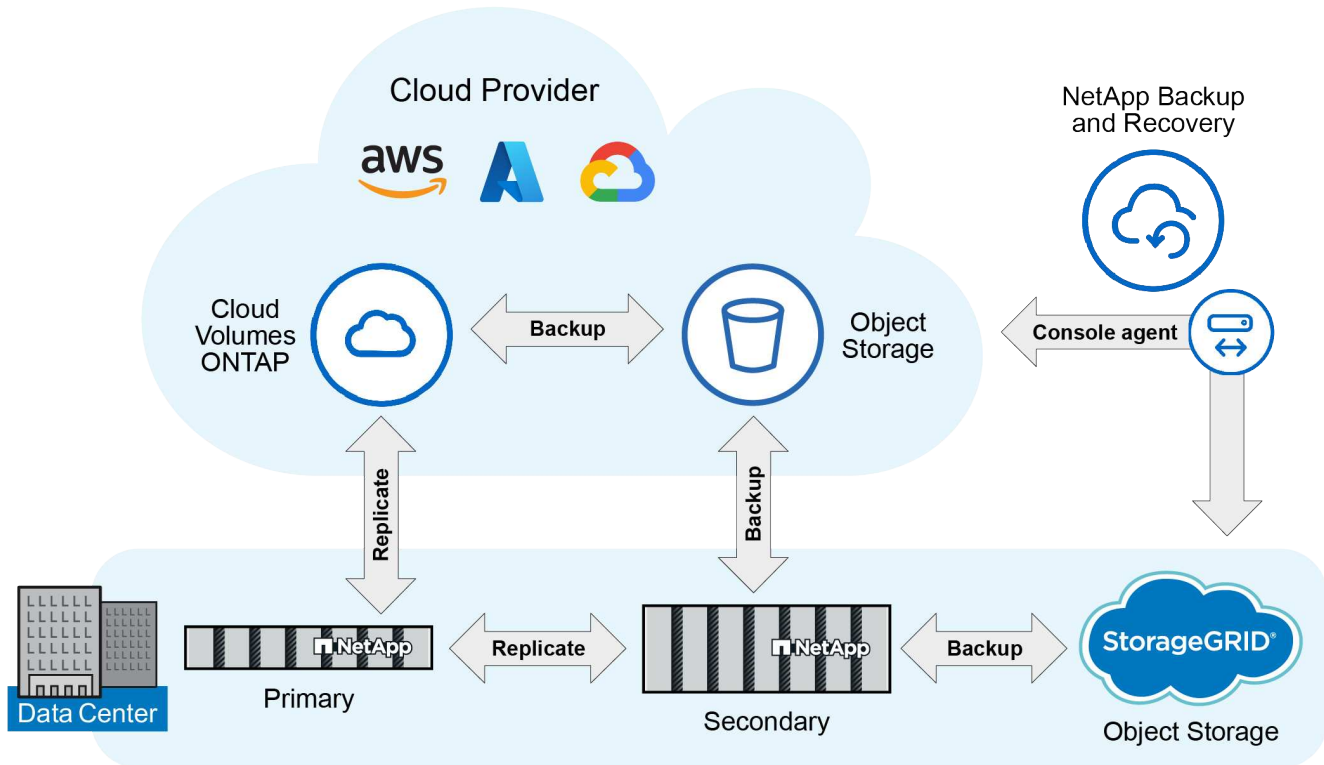 Cloud Provider
aws
NetApp Backup
and Recovery
Cloud
Volumes
ONTAP
Backup
Object
Storage
Console agent
Replicate
Backup
NetApp
Replicate
NetApp
Backup
StorageGRID®
Data Center
Primary
Secondary
Object Storage